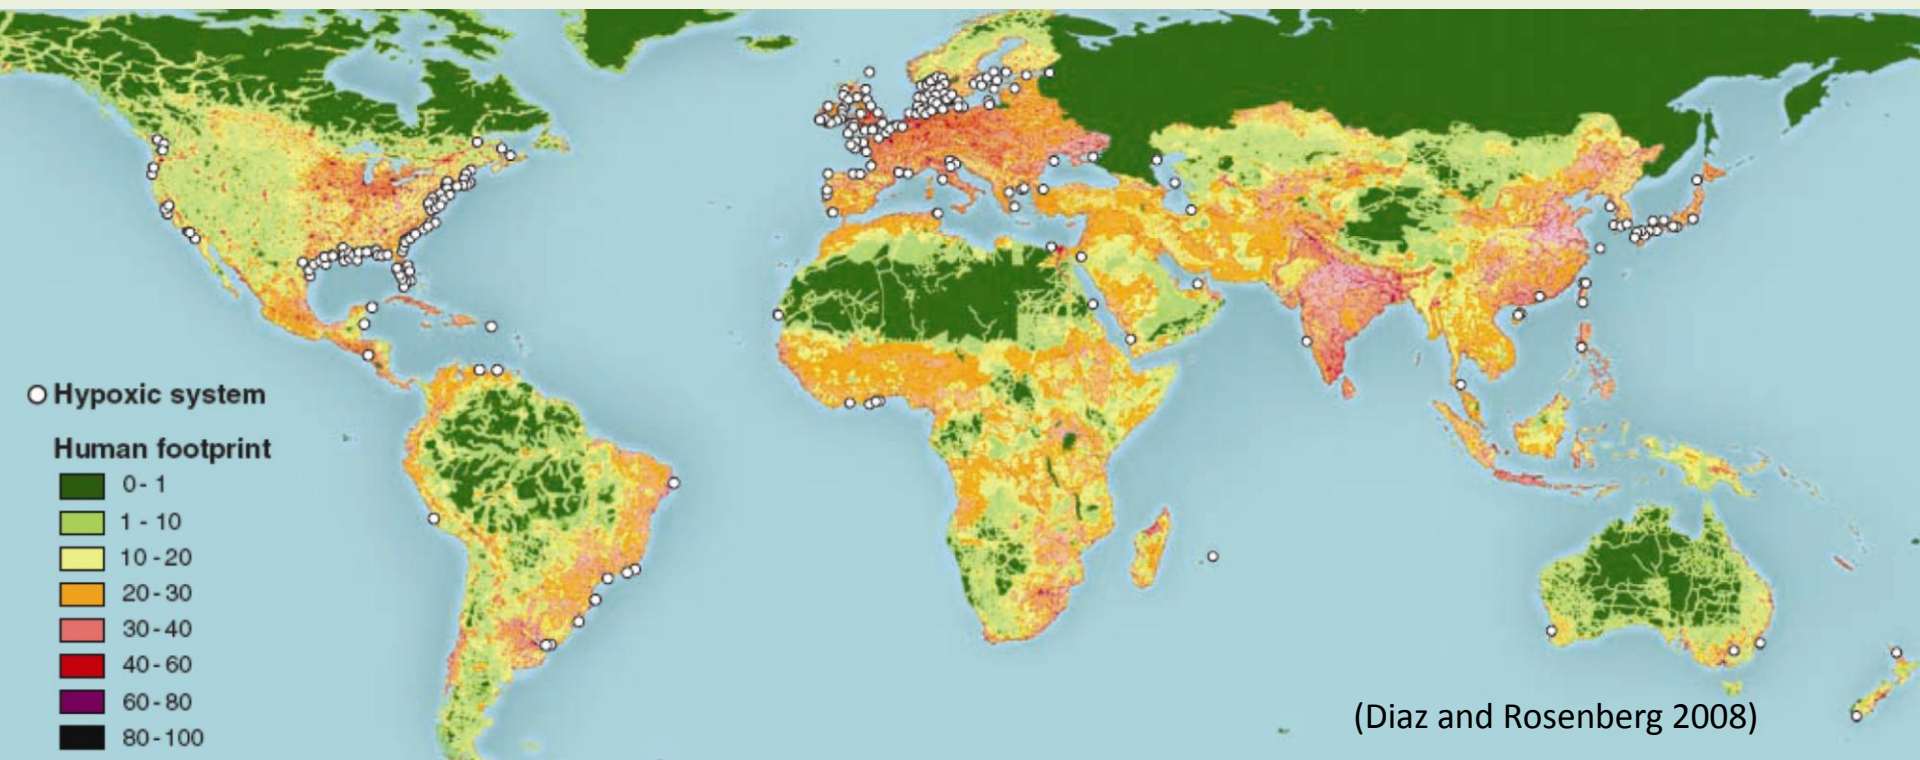 Hypoxic system
Human footprint
0 - 1
1 - 10
10 - 20
20 - 30
30 - 40
40 - 60
60 - 80
80 - 100
(Diaz and Rosenberg 2008)